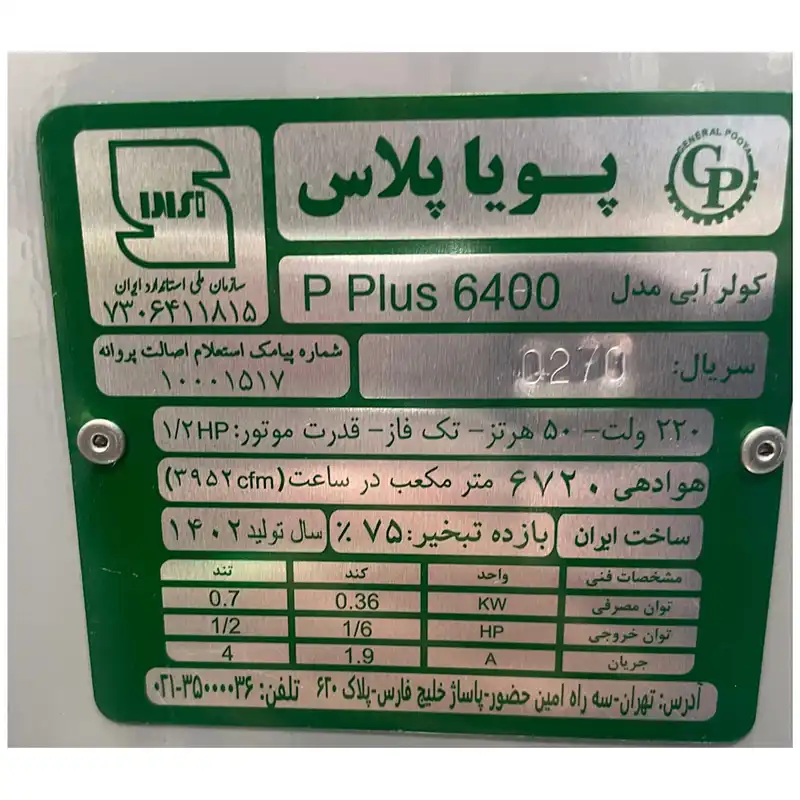 GENERAL POOYA
GP
پویا پلاس
سازمان ملی استاندارد ایران
۷۳۰۶۴۱۱۸۱۵
کولر آبی مدل P Plus 6400
سریال: 0270
شماره پیامک استعلام اصالت پروانه
۱۰۰۰۱۵۱۷
۲۲۰ ولت- ۵۰ هرتز- تک فاز- قدرت موتور: ۱/۲HP
هوادهی ۶۷۲۰ متر مکعب در ساعت (۳۹۵۲cfm)
ساخت ایران بازده تبخیر: ۷۵ ٪ سال تولید ۱۴۰۲
مشخصات فنی واحد کند تند
توان مصرفی KW 0.36 0.7
توان خروجی HP 1/6 1/2
جریان A 1.9 4
آدرس: تهران-سه راه امین حضور-پاساژ خلیج فارس-پلاک ۶۲۰ تلفن: ۳۵۰۰۰۰۳۶-۰۲۱